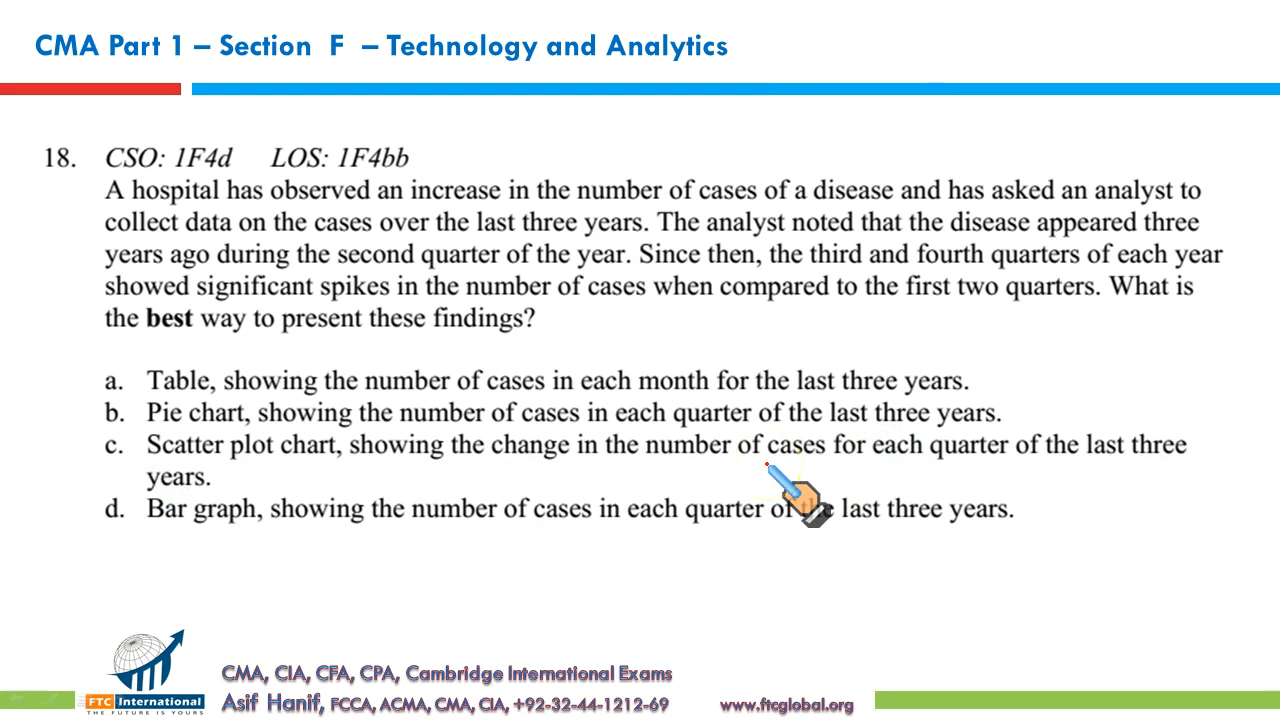 CMA Part 1 – Section F – Technology and Analytics
18. CSO: 1F4d LOS: 1F4bb
A hospital has observed an increase in the number of cases of a disease and has asked an analyst to
collect data on the cases over the last three years. The analyst noted that the disease appeared three
years ago during the second quarter of the year. Since then, the third and fourth quarters of each year
showed significant spikes in the number of cases when compared to the first two quarters. What is
the best way to present these findings?
a. Table, showing the number of cases in each month for the last three years.
b. Pie chart, showing the number of cases in each quarter of the last three years.
c. Scatter plot chart, showing the change in the number of cases for each quarter of the last three
years.
d. Bar graph, showing the number of cases in each quarter of the last three years.
FTC International
THE FUTURE IS YOURS
CMA, CIA, CFA, CPA, Cambridge International Exams
Asif Hanif, FCCA, ACMA, CMA, CIA, +92-32-44-1212-69 www.ftcglobal.org